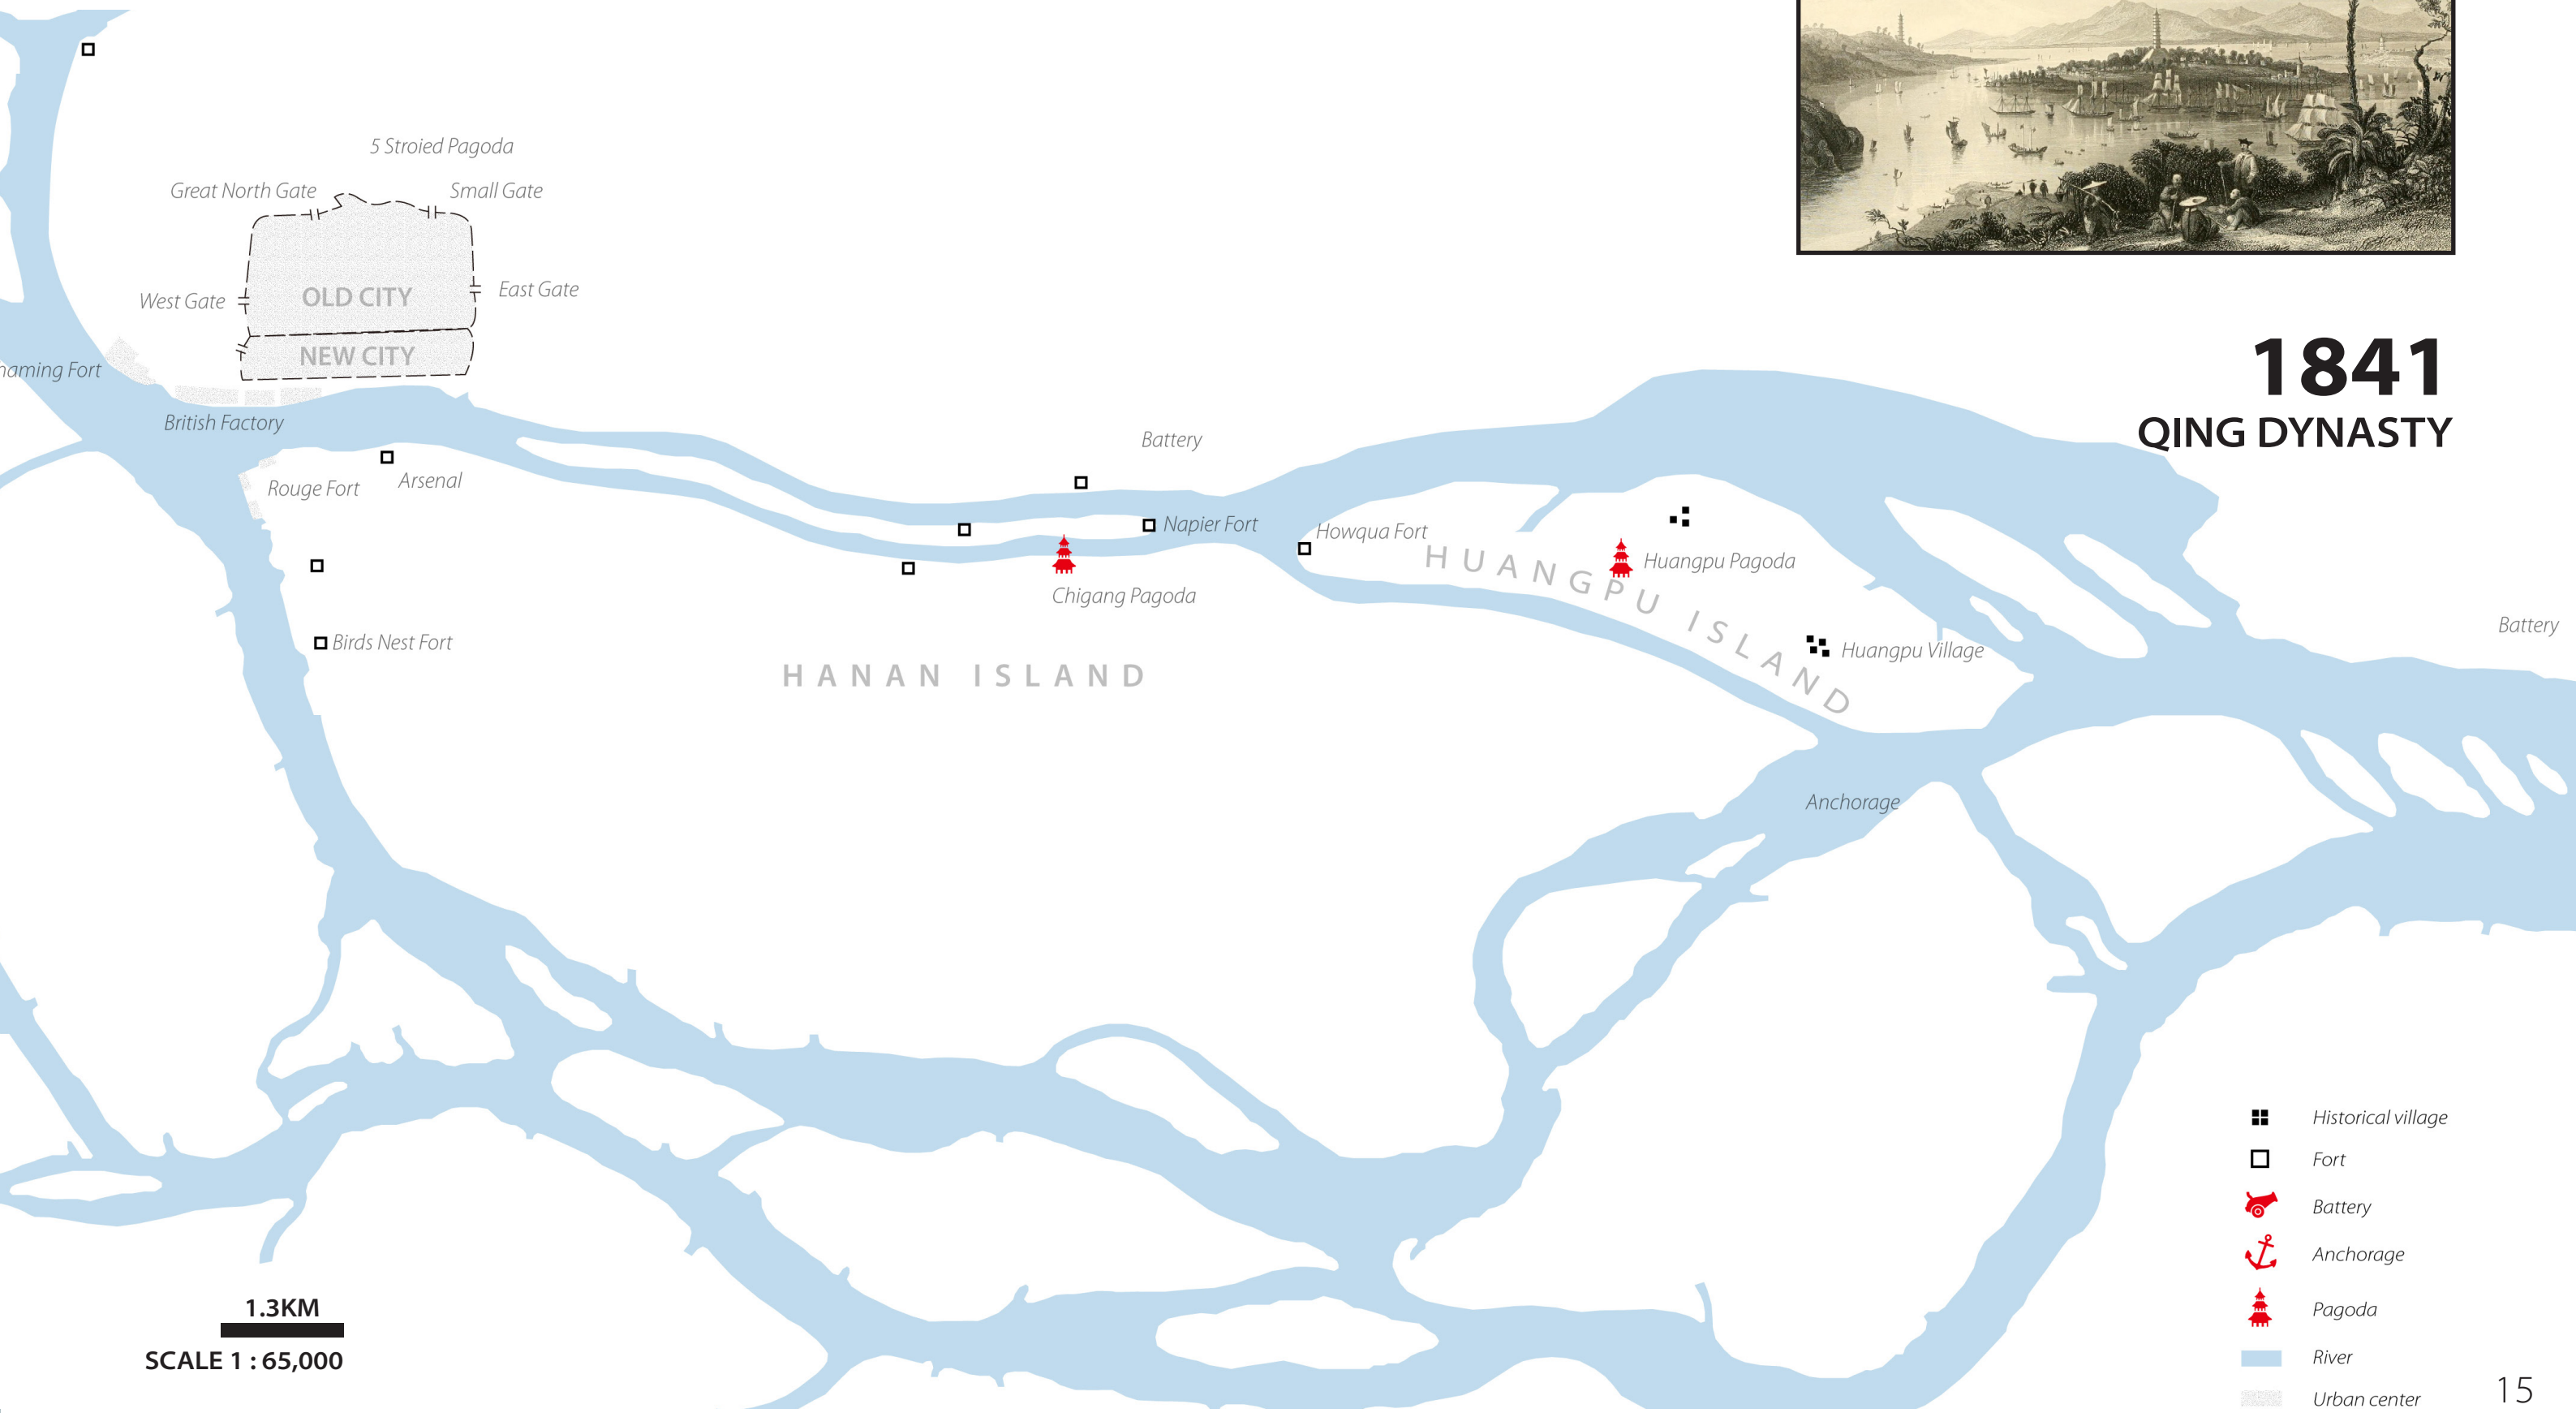 5 Stroied Pagoda
Great North Gate
Small Gate
West Gate
OLD CITY
East Gate
NEW CITY
naming Fort
British Factory
Rouge Fort
Arsenal
Birds Nest Fort
Battery
Napier Fort
Howqua Fort
Chigang Pagoda
HANAN ISLAND
HUANGPU ISLAND
Huangpu Pagoda
Huangpu Village
Anchorage
Battery
1841
QING DYNASTY
1.3KM
SCALE 1 : 65,000
Historical village
Fort
Battery
Anchorage
Pagoda
River
Urban center
15